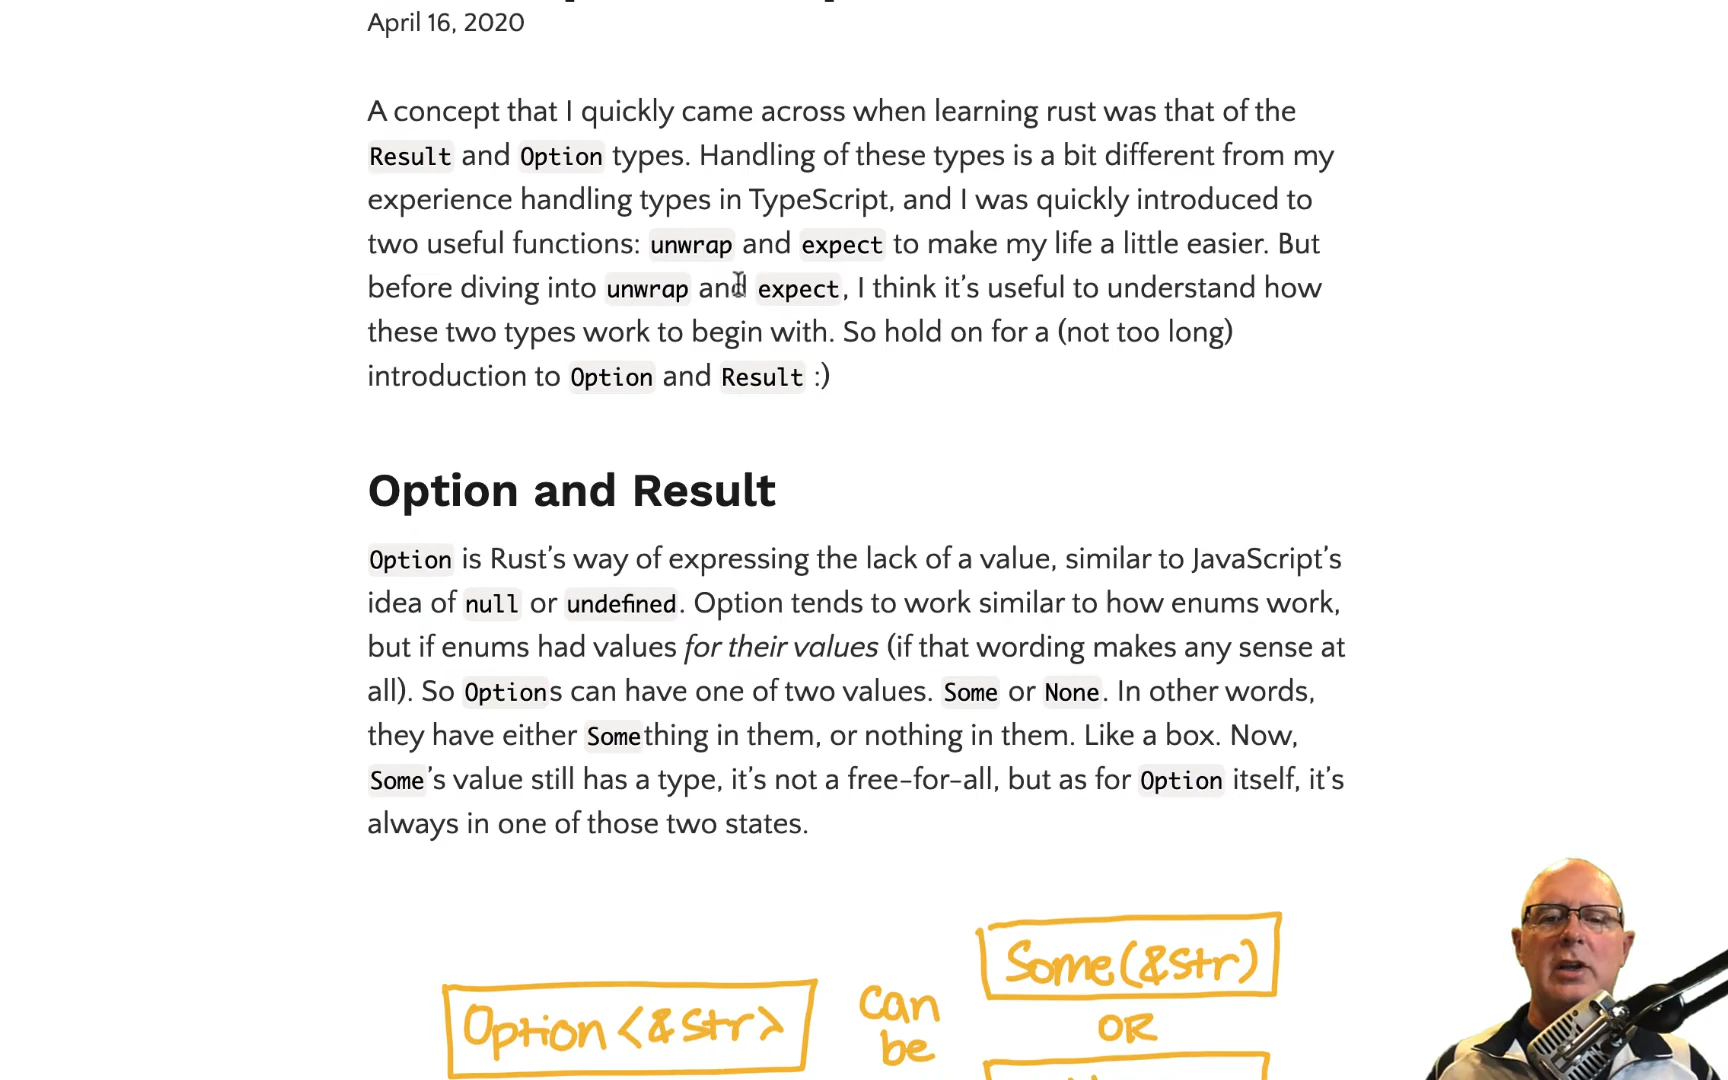 April 16, 2020
A concept that I quickly came across when learning rust was that of the
Result and Option types. Handling of these types is a bit different from my
experience handling types in TypeScript, and I was quickly introduced to
two useful functions: unwrap and expect to make my life a little easier. But
before diving into unwrap and expect, I think it's useful to understand how
these two types work to begin with. So hold on for a (not too long)
introduction to Option and Result :)
Option and Result
Option is Rust's way of expressing the lack of a value, similar to JavaScript's
idea of null or undefined. Option tends to work similar to how enums work,
but if enums had values for their values (if that wording makes any sense at
all). So Options can have one of two values. Some or None. In other words,
they have either Something in them, or nothing in them. Like a box. Now,
Some's value still has a type, it's not a free-for-all, but as for Option itself, it's
always in one of those two states.
Option<&str>
can
be
Some(&str)
OR